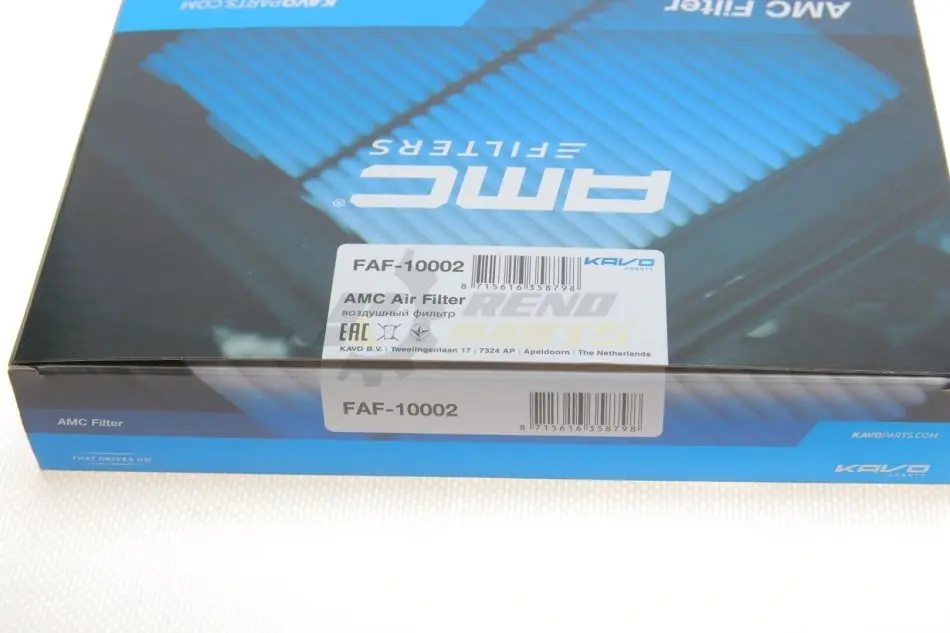 KAVOPARTS.COM
AMC Filter
FILTERS
AMC®
FAF-10002
8 715616 358798
KAVO
PARTS
AMC Air Filter
воздушный фильтр
RENO
PARTS
EAC
KAVO B.V. | Tweelingenlaan 17 | 7324 AP | Apeldoorn | The Netherlands
FAF-10002
8 715616 358798
AMC Filter
KAVOPARTS.COM
THAT DRIVES US!
KAVO
PARTS